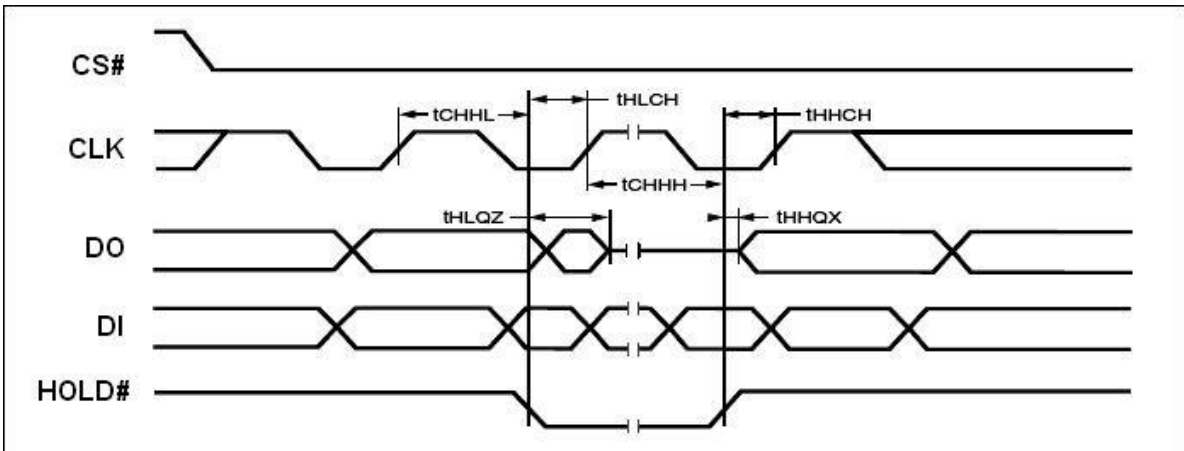 CS#
tHLCH
tCHHL
tHHCH
CLK
tCHHH
tHLQZ
tHHQX
DO
DI
HOLD#